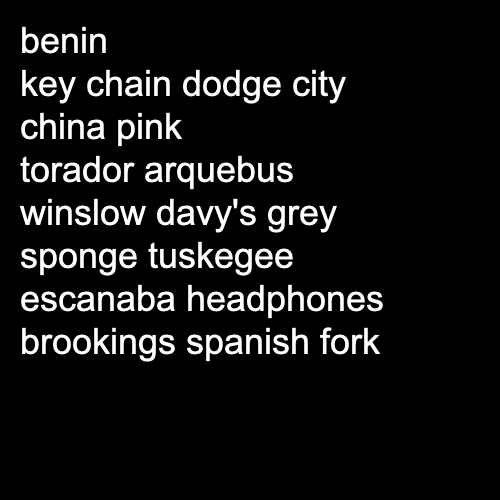 benin
key chain dodge city
china pink
torador arquebus
winslow davy's grey
sponge tuskegee
escanaba headphones
brookings spanish fork